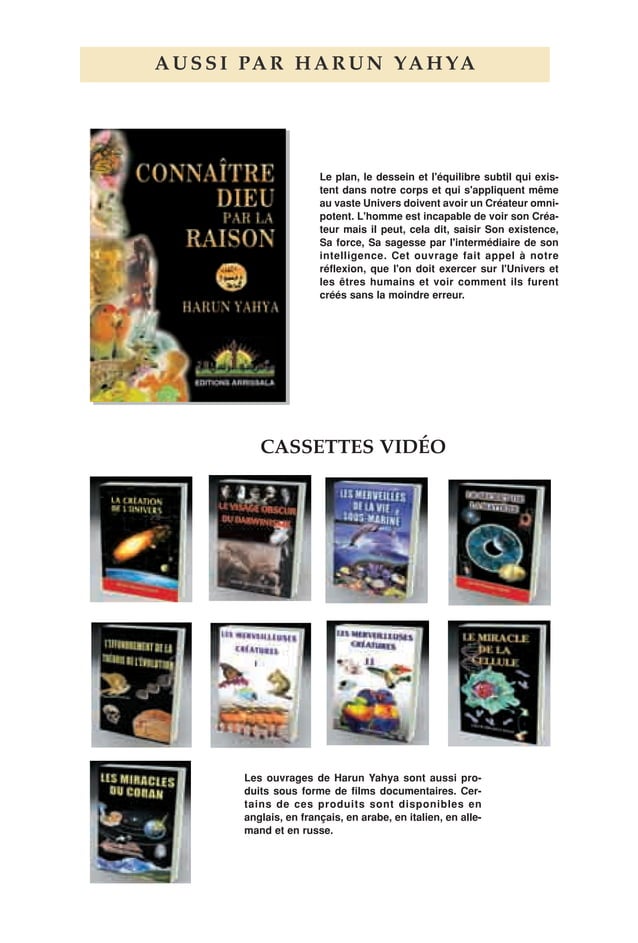 AUSSI PAR HARUN YAHYA
CONNAÎTRE
DIEU
PAR LA
RAISON
HARUN YAHYA
EDITIONS ARRISSALA
Le plan, le dessein et l'équilibre subtil qui exis-
tent dans notre corps et qui s'appliquent même
au vaste Univers doivent avoir un Créateur omni-
potent. L'homme est incapable de voir son Créa-
teur mais il peut, cela dit, saisir Son existence,
Sa force, Sa sagesse par l'intermédiaire de son
intelligence. Cet ouvrage fait appel à notre
réflexion, que l'on doit exercer sur l'Univers et
les êtres humains et voir comment ils furent
créés sans la moindre erreur.
CASSETTES VIDÉO
LA CRÉATION
DE L'UNIVERS
LE VISAGE OBSCUR
DU DARWINISME
LES MERVEILLES
DE LA VIE
SOUS-MARINE
LE SECRET DE
LA MATIERE
L'EFFONDREMENT DE LA
THÉORIE DE L'ÉVOLUTION
LES MERVEILLEUSES
CRÉATURES
I
LES MERVEILLEUSES
CRÉATURES
II
LE MIRACLE
DE LA
CELLULE
LES MIRACLES
DU CORAN
Les ouvrages de Harun Yahya sont aussi pro-
duits sous forme de films documentaires. Cer-
tains de ces produits sont disponibles en
anglais, en français, en arabe, en italien, en alle-
mand et en russe.